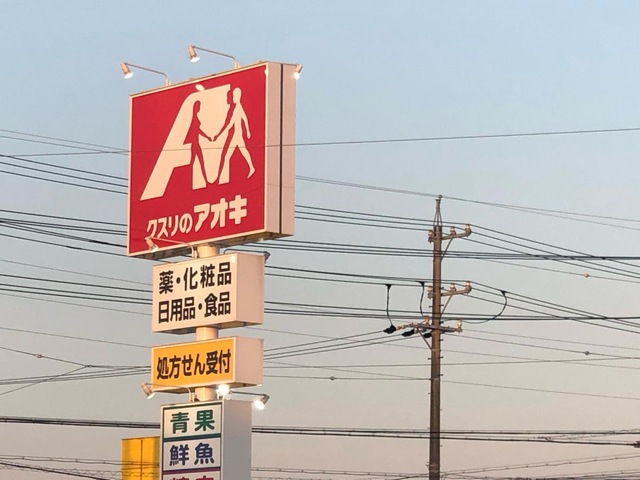 クスリのアオキ
薬・化粧品
日用品・食品
処方せん受付
青果
鮮魚